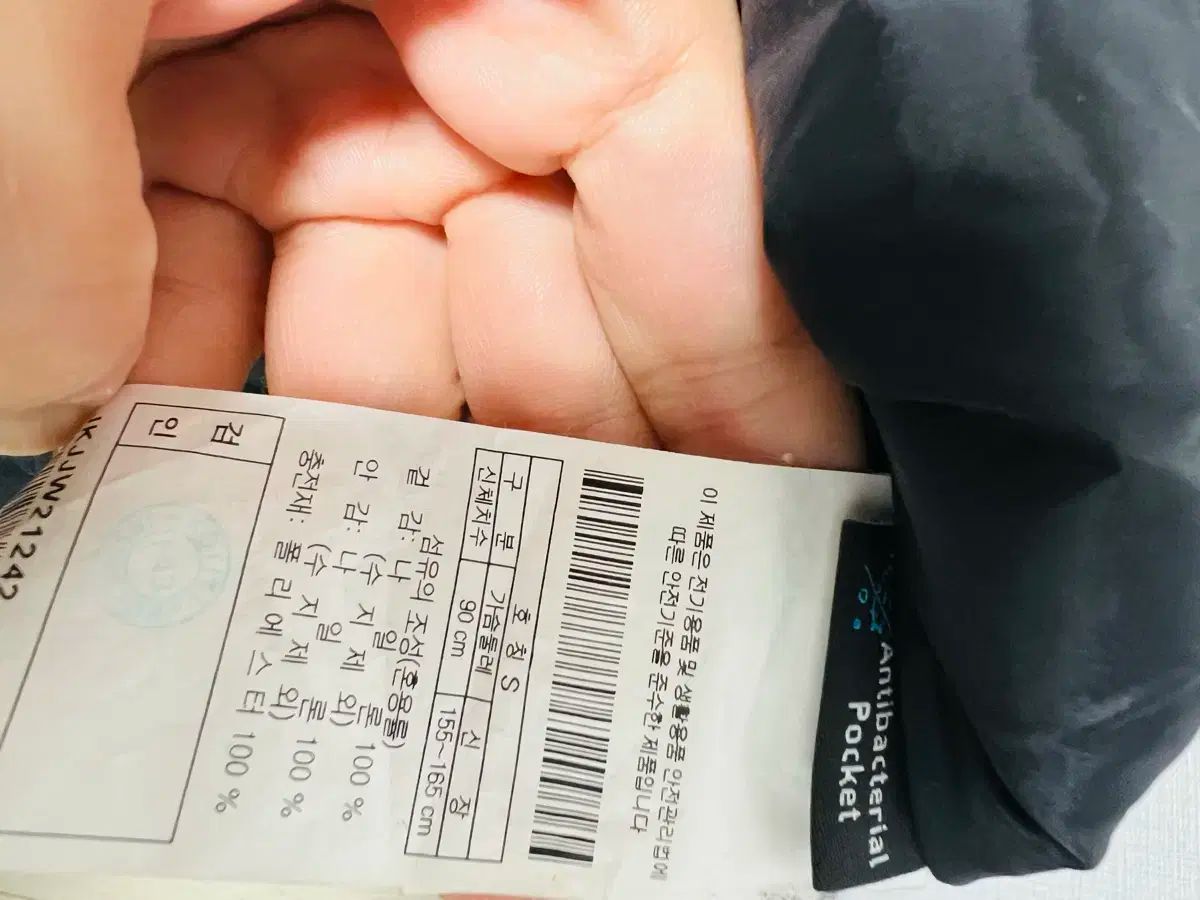 Antibacterial
Pocket
이 제품은 전기용품 및 생활용품 안전관리법에
따른 안전기준을 준수한 제품입니다
호 칭 S
구 분 가슴둘레 신 장
신체치수 90 cm 155~165 cm
섬유의 조성(혼용률)
겉 감: 나 일 론 100 %
(수 지 제 외)
안 감: 나 일 론 100 %
(수 지 제 외)
충전재: 폴 리 에 스 터 100 %
검
인
KJJW21242